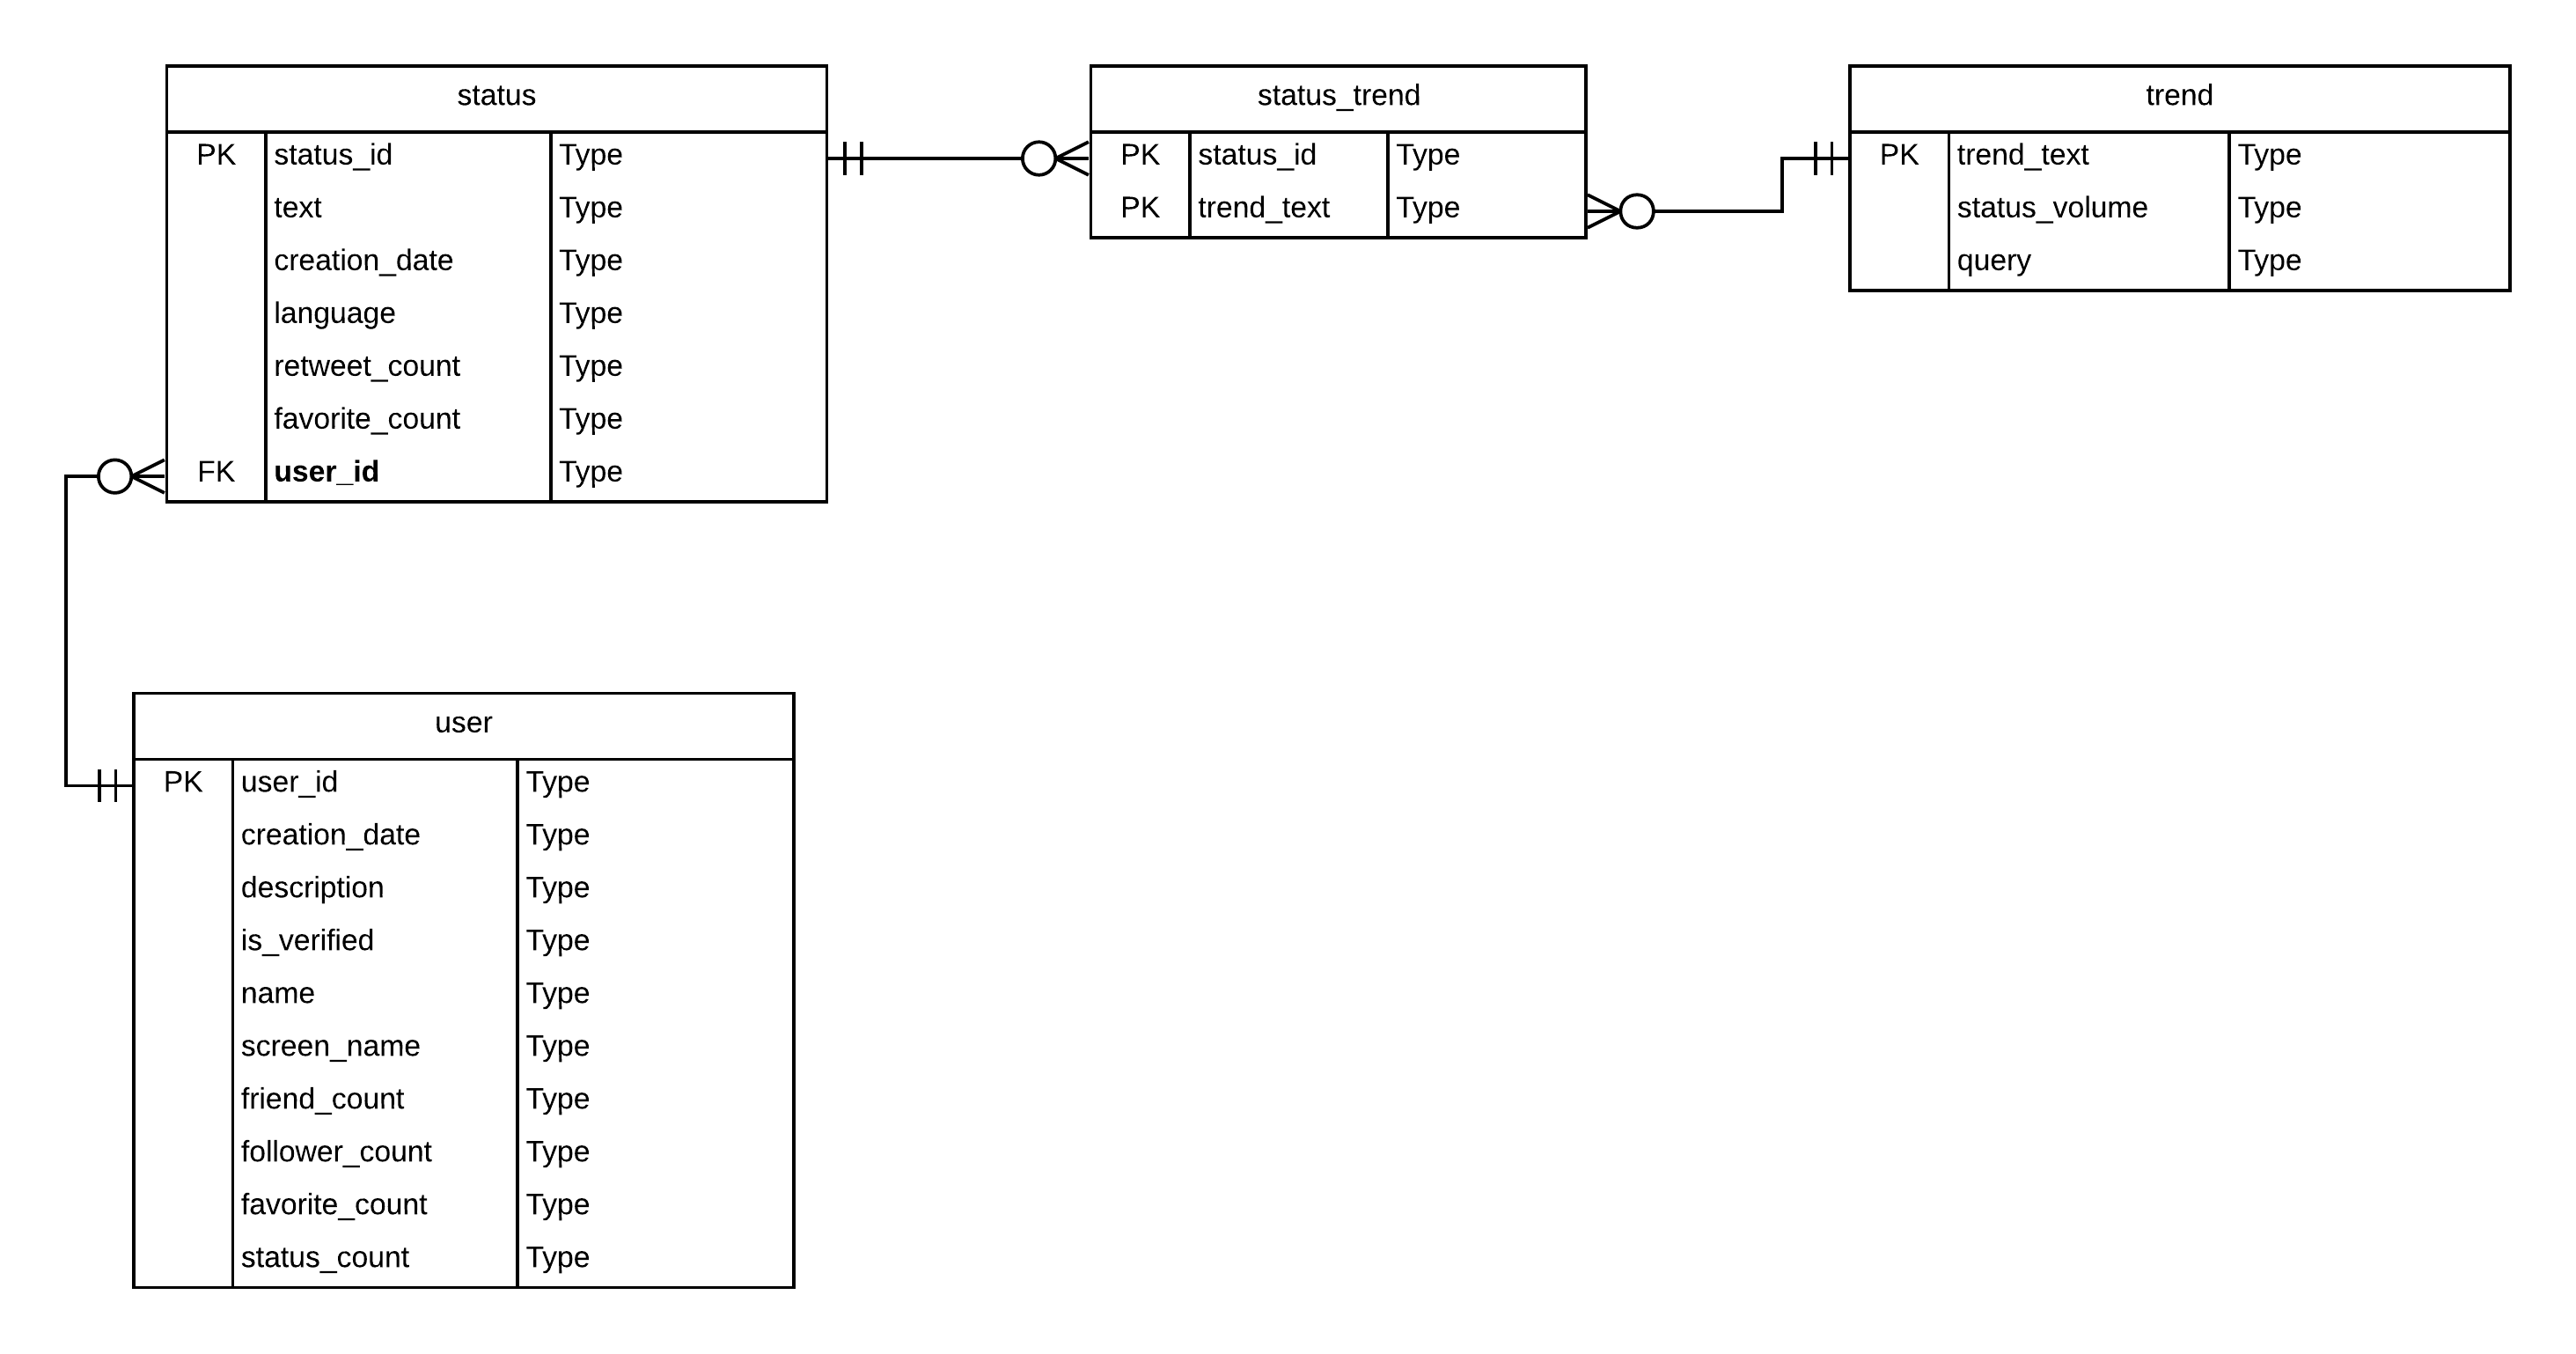 status
PK status_id Type
text Type
creation_date Type
language Type
retweet_count Type
favorite_count Type
FK user_id Type
status_trend
PK status_id Type
PK trend_text Type
trend
PK trend_text Type
status_volume Type
query Type
user
PK user_id Type
creation_date Type
description Type
is_verified Type
name Type
screen_name Type
friend_count Type
follower_count Type
favorite_count Type
status_count Type